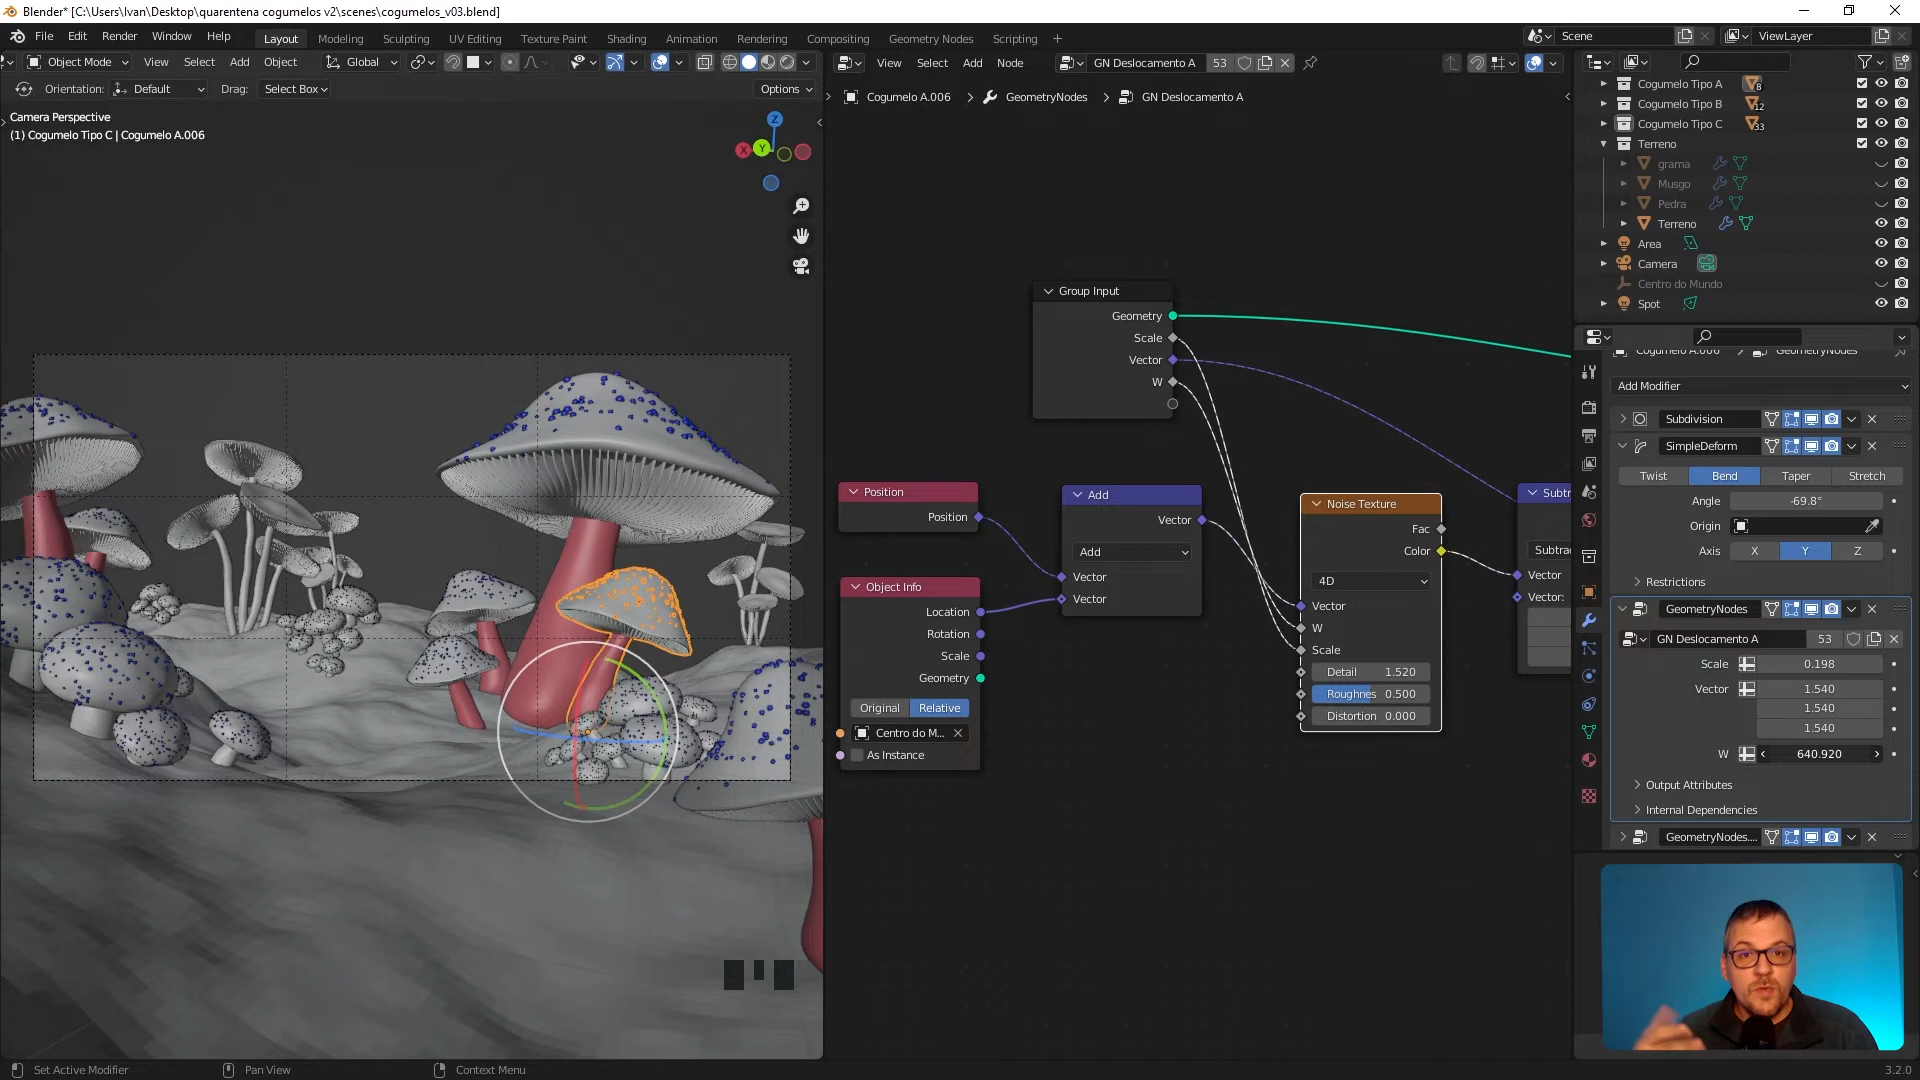 Blender* [C:\Users\Ivan\Desktop\quarentena cogumelos v2\scenes\cogumelos_v03.blend]
File Edit Render Window Help Layout Modeling Sculpting UV Editing Texture Paint Shading Animation Rendering Compositing Geometry Nodes Scripting + Scene ViewLayer
Object Mode View Select Add Object Global
Orientation: Default Drag: Select Box Options
Camera Perspective
(1) Cogumelo Tipo C | Cogumelo A.006
Z
X
Y
View Select Add Node GN Deslocamento A 53
Cogumelo A.006 > GeometryNodes > GN Deslocamento A
Group Input
Geometry
Scale
Vector
W
Position
Position
Object Info
Location
Rotation
Scale
Geometry
Original Relative
Centro do M...
As Instance
Add
Vector
Add
Vector
Vector
Noise Texture
Fac
Color
4D
Vector
W
Scale
Detail 1.520
Roughnes 0.500
Distortion 0.000
Subtr
Subtrac
Vector
Vector:
Cogumelo Tipo A 8
Cogumelo Tipo B 12
Cogumelo Tipo C 33
Terreno
grama
Musgo
Pedra
Terreno
Area
Camera
Centro do Mundo
Spot
Cogumelo A.006 > GeometryNodes
Add Modifier
Subdivision
SimpleDeform
Twist Bend Taper Stretch
Angle -69.8°
Origin
Axis X Y Z
Restrictions
GeometryNodes
GN Deslocamento A 53
Scale 0.198
Vector 1.540
1.540
1.540
W 640.920
Output Attributes
Internal Dependencies
GeometryNodes....
Set Active Modifier Pan View Context Menu 3.2.0